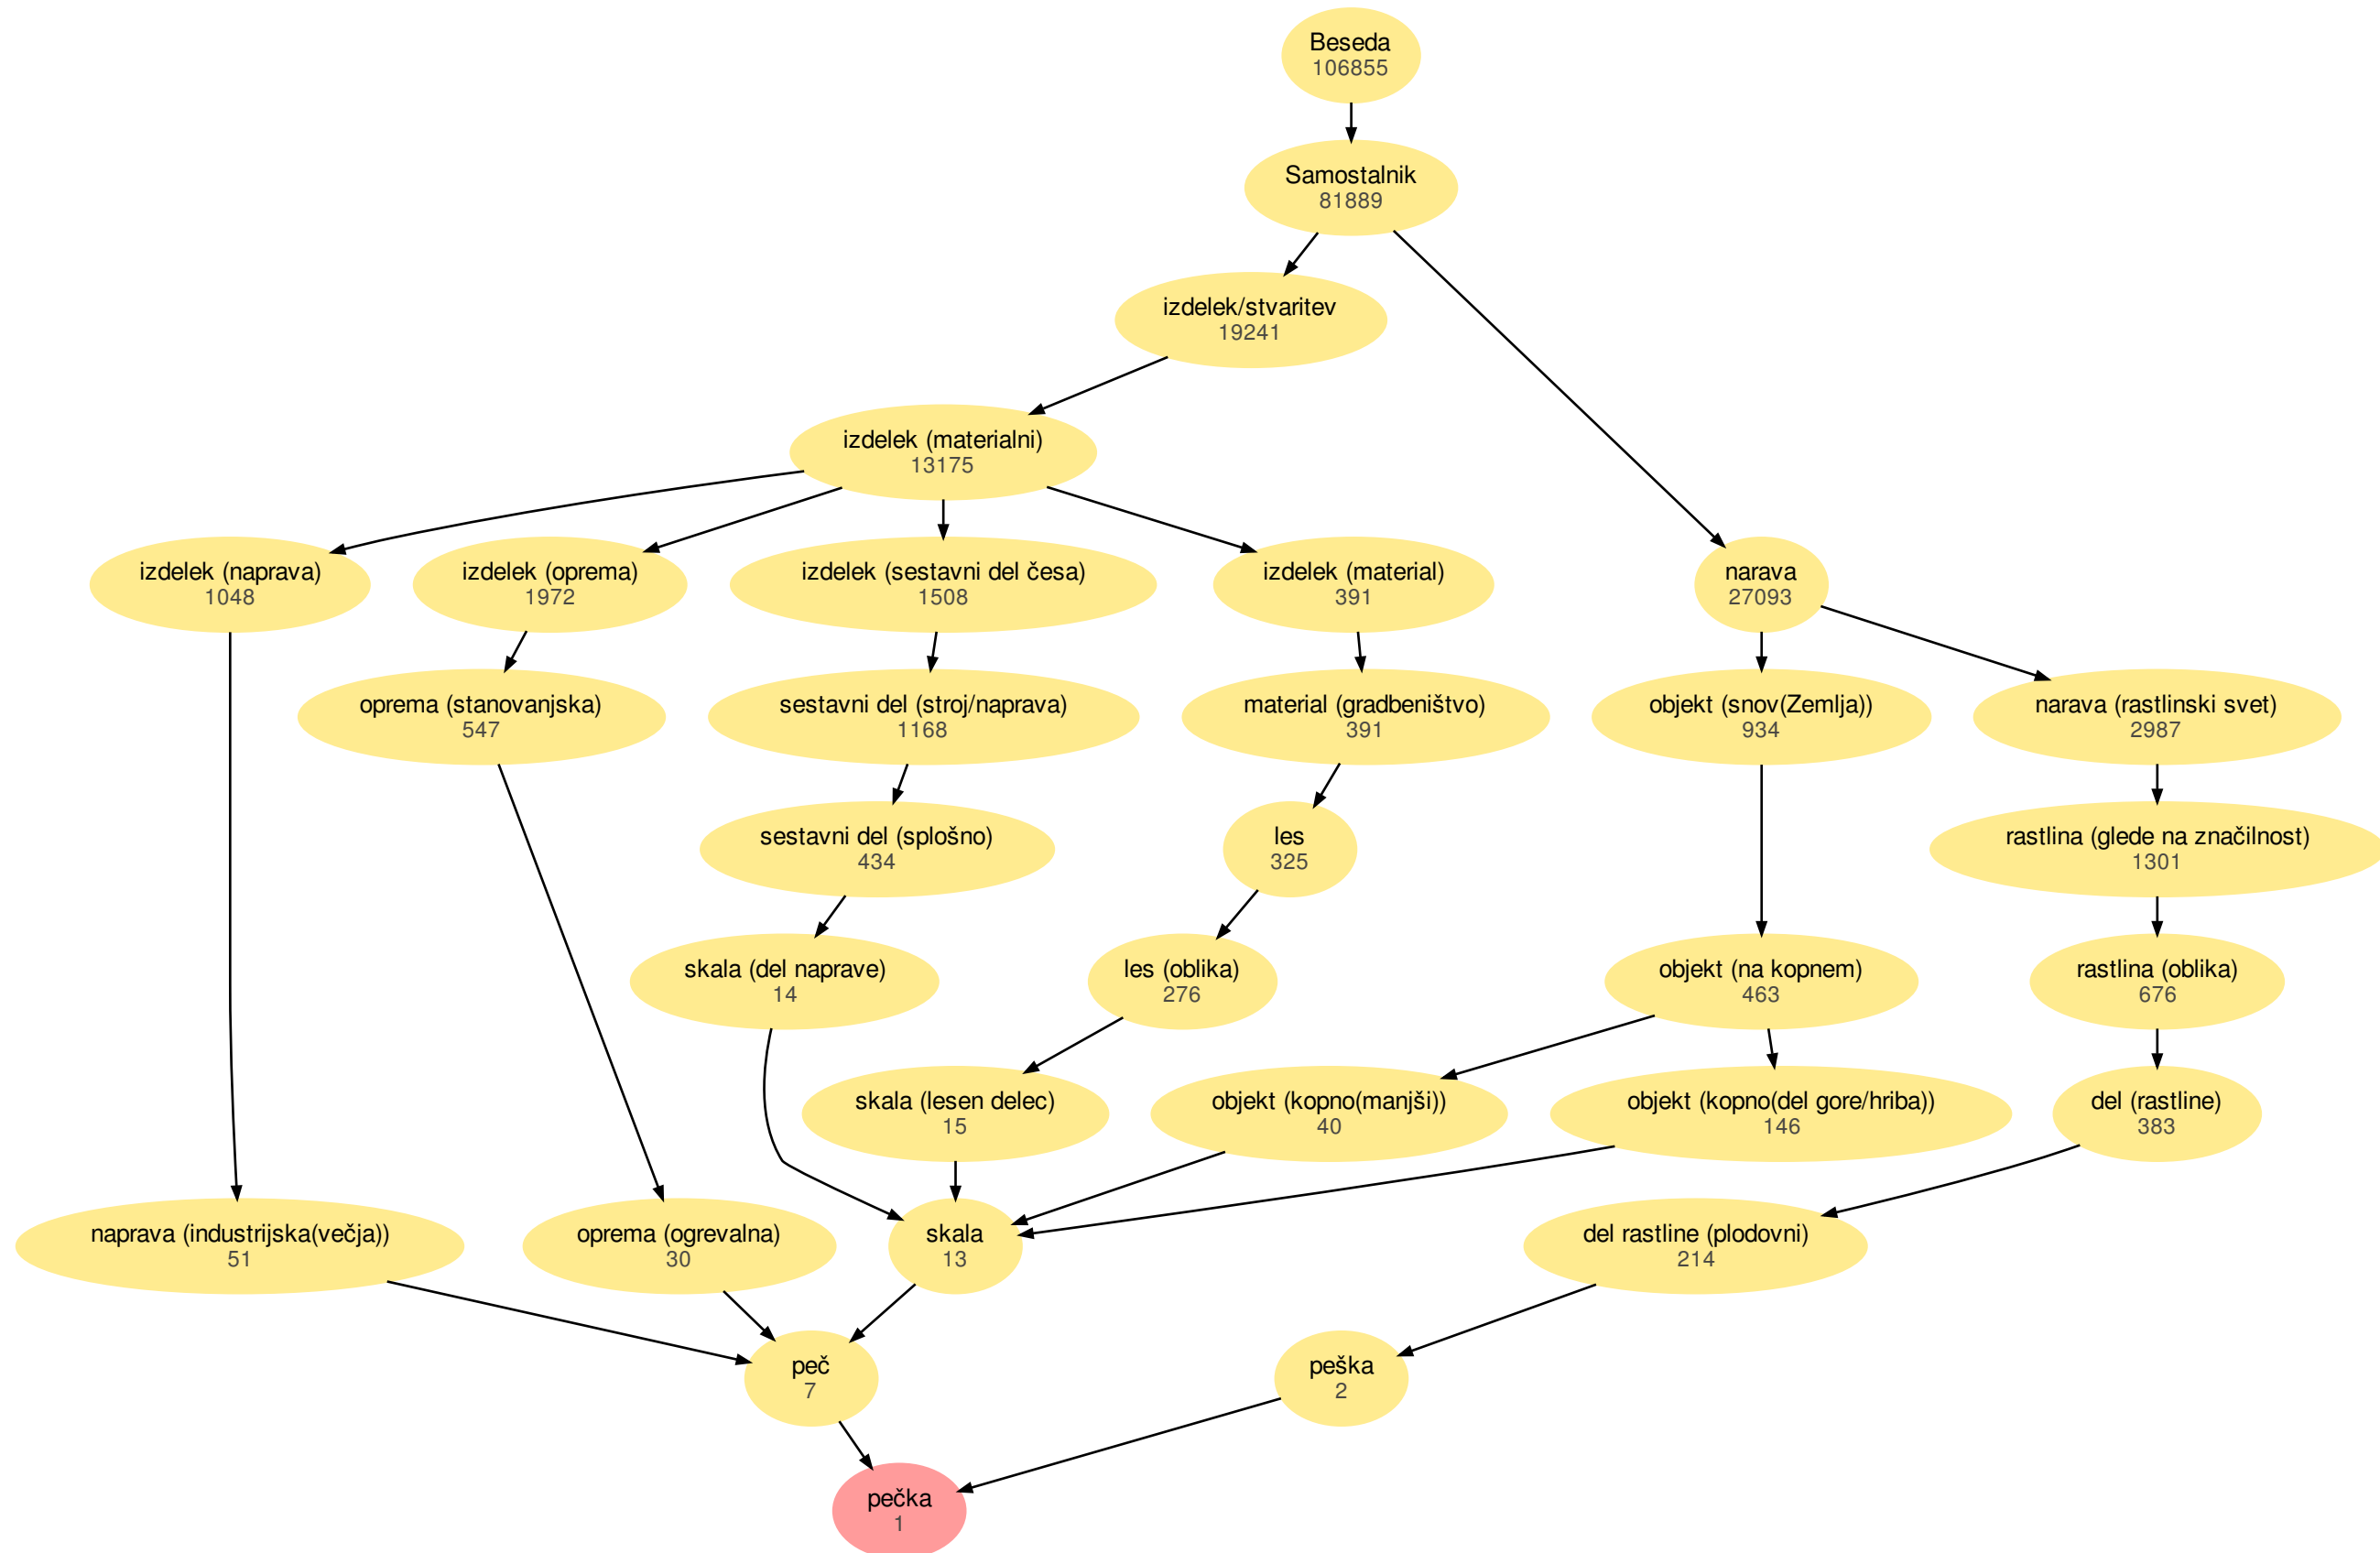 Beseda
106855
Samostalnik
81889
izdelek/stvaritev
19241
izdelek (materialni)
13175
izdelek (naprava)
1048
izdelek (oprema)
1972
izdelek (sestavni del česa)
1508
izdelek (material)
391
narava
27093
oprema (stanovanjska)
547
sestavni del (stroj/naprava)
1168
material (gradbeništvo)
391
objekt (snov(Zemlja))
934
narava (rastlinski svet)
2987
sestavni del (splošno)
434
les
325
rastlina (glede na značilnost)
1301
skala (del naprave)
14
les (oblika)
276
objekt (na kopnem)
463
rastlina (oblika)
676
skala (lesen delec)
15
objekt (kopno(manjši))
40
objekt (kopno(del gore/hriba))
146
del (rastline)
383
naprava (industrijska(večja))
51
oprema (ogrevalna)
30
skala
13
del rastline (plodovni)
214
peč
7
peška
2
pečka
1